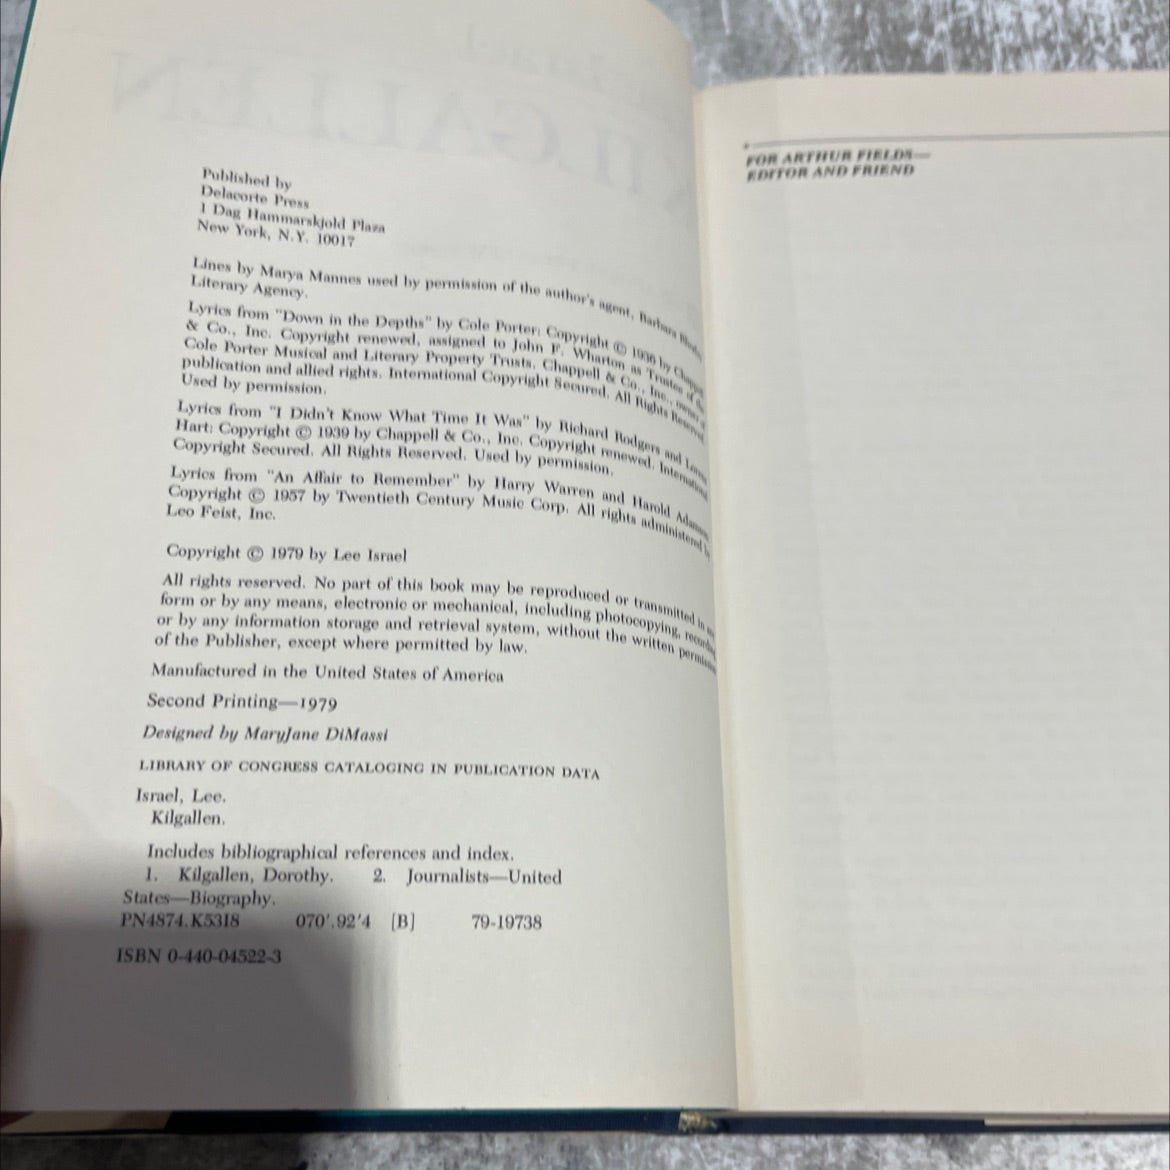 Published by
Delacorte Press
1 Dag Hammarskjold Plaza
New York, N.Y. 10017
Lines by Marya Mannes used by permission of the author's agent, Barbara Rhodes
Literary Agency.
Lyrics from "Down in the Depths" by Cole Porter: Copyright © 1936 by Chappell
& Co., Inc. Copyright renewed, assigned to John F. Wharton as Trustee of the
Cole Porter Musical and Literary Property Trusts. Chappell & Co., Inc., owner of
publication and allied rights. International Copyright Secured. All Rights Reserved.
Used by permission.
Lyrics from "I Didn't Know What Time It Was" by Richard Rodgers and Lorenz
Hart: Copyright © 1939 by Chappell & Co., Inc. Copyright renewed. International
Copyright Secured. All Rights Reserved. Used by permission.
Lyrics from "An Affair to Remember" by Harry Warren and Harold Adamson
Copyright © 1957 by Twentieth Century Music Corp. All rights administered by
Leo Feist, Inc.
Copyright © 1979 by Lee Israel
All rights reserved. No part of this book may be reproduced or transmitted in
form or by any means, electronic or mechanical, including photocopying,
or by any information storage and retrieval system, without the written
of the Publisher, except where permitted by law.
Manufactured in the United States of America
Second Printing—1979
Designed by MaryJane DiMassi
LIBRARY OF CONGRESS CATALOGING IN PUBLICATION DATA
Israel, Lee.
Kilgallen.
Includes bibliographical references and index.
1. Kilgallen, Dorothy. 2. Journalists—United
States—Biography.
PN4874.K5318 070'.92'4 [B] 79-19738
ISBN 0-440-04522-3
FOR ARTHUR FIELDS—
EDITOR AND FRIEND